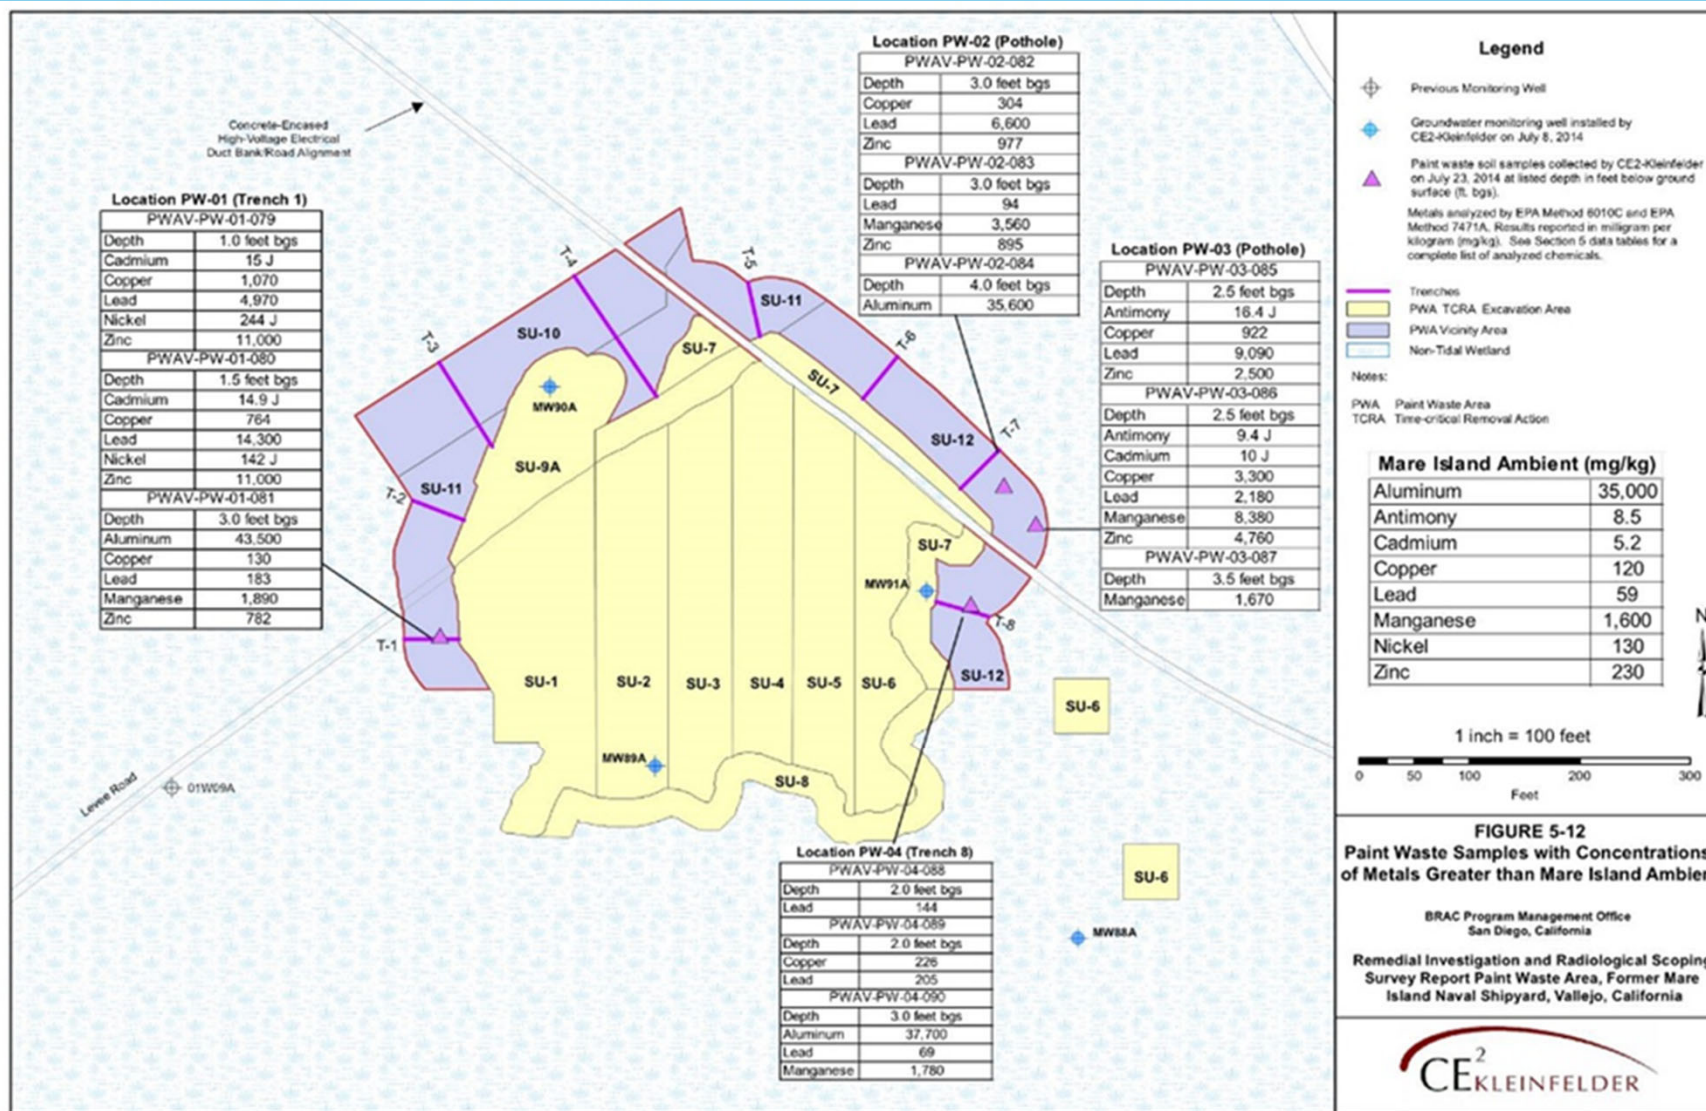 Concrete-Encased
High-Voltage Electrical
Duct Bank/Road Alignment
Location PW-01 (Trench 1)
PWAV-PW-01-079
Depth 1.0 feet bgs
Cadmium 15 J
Copper 1,070
Lead 4,970
Nickel 244 J
Zinc 11,000
PWAV-PW-01-080
Depth 1.5 feet bgs
Cadmium 14.9 J
Copper 764
Lead 14,300
Nickel 142 J
Zinc 11,000
PWAV-PW-01-081
Depth 3.0 feet bgs
Aluminum 43,500
Copper 130
Lead 183
Manganese 1,890
Zinc 782
Location PW-02 (Pothole)
PWAV-PW-02-082
Depth 3.0 feet bgs
Copper 304
Lead 6,600
Zinc 977
PWAV-PW-02-083
Depth 3.0 feet bgs
Lead 94
Manganese 3,560
Zinc 895
PWAV-PW-02-084
Depth 4.0 feet bgs
Aluminum 35,600
Location PW-03 (Pothole)
PWAV-PW-03-085
Depth 2.5 feet bgs
Antimony 16.4 J
Copper 922
Lead 9,090
Zinc 2,500
PWAV-PW-03-086
Depth 2.5 feet bgs
Antimony 9.4 J
Cadmium 10 J
Copper 3,300
Lead 2,180
Manganese 8,380
Zinc 4,760
PWAV-PW-03-087
Depth 3.5 feet bgs
Manganese 1,670
T-4
T-5
SU-11
SU-10
T-3
SU-7
T-6
SU-7
MW90A
T-7
SU-12
SU-9A
T-2
SU-11
SU-7
MW91A
T-8
T-1
SU-1
SU-2
SU-3
SU-4
SU-5
SU-6
SU-12
SU-6
MW89A
SU-8
Levee Road
01W09A
SU-6
MW88A
Location PW-04 (Trench 8)
PWAV-PW-04-088
Depth 2.0 feet bgs
Lead 144
PWAV-PW-04-089
Depth 2.0 feet bgs
Copper 226
Lead 205
PWAV-PW-04-090
Depth 3.0 feet bgs
Aluminum 37,700
Lead 69
Manganese 1,780
Legend
Previous Monitoring Well
Groundwater monitoring well installed by
CE2-Kleinfelder on July 8, 2014
Paint waste soil samples collected by CE2-Kleinfelder
on July 23, 2014 at listed depth in feet below ground
surface (ft. bgs).
Metals analyzed by EPA Method 6010C and EPA
Method 7471A. Results reported in milligram per
kilogram (mg/kg). See Section 5 data tables for a
complete list of analyzed chemicals.
Trenches
PWA TCRA Excavation Area
PWA Vicinity Area
Non-Tidal Wetland
Notes:
PWA Paint Waste Area
TCRA Time-critical Removal Action
Mare Island Ambient (mg/kg)
Aluminum 35,000
Antimony 8.5
Cadmium 5.2
Copper 120
Lead 59
Manganese 1,600
Nickel 130
Zinc 230
N
1 inch = 100 feet
0 50 100 200 300
Feet
FIGURE 5-12
Paint Waste Samples with Concentrations
of Metals Greater than Mare Island Ambien
BRAC Program Management Office
San Diego, California
Remedial Investigation and Radiological Scoping
Survey Report Paint Waste Area, Former Mare
Island Naval Shipyard, Vallejo, California
CE2 KLEINFELDER